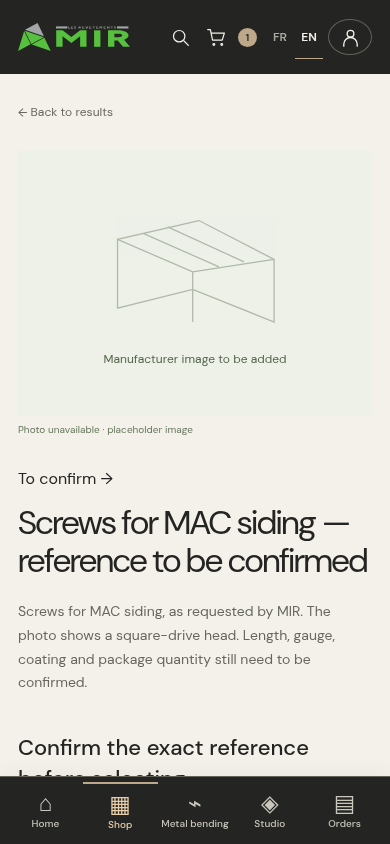 LES REVÊTEMENTS
MIR
1
FR
EN
← Back to results
Manufacturer image to be added
Photo unavailable · placeholder image
To confirm →
Screws for MAC siding —
reference to be confirmed
Screws for MAC siding, as requested by MIR. The
photo shows a square-drive head. Length, gauge,
coating and package quantity still need to be
confirmed.
Confirm the exact reference
before selecting
Home
Shop
Metal bending
Studio
Orders